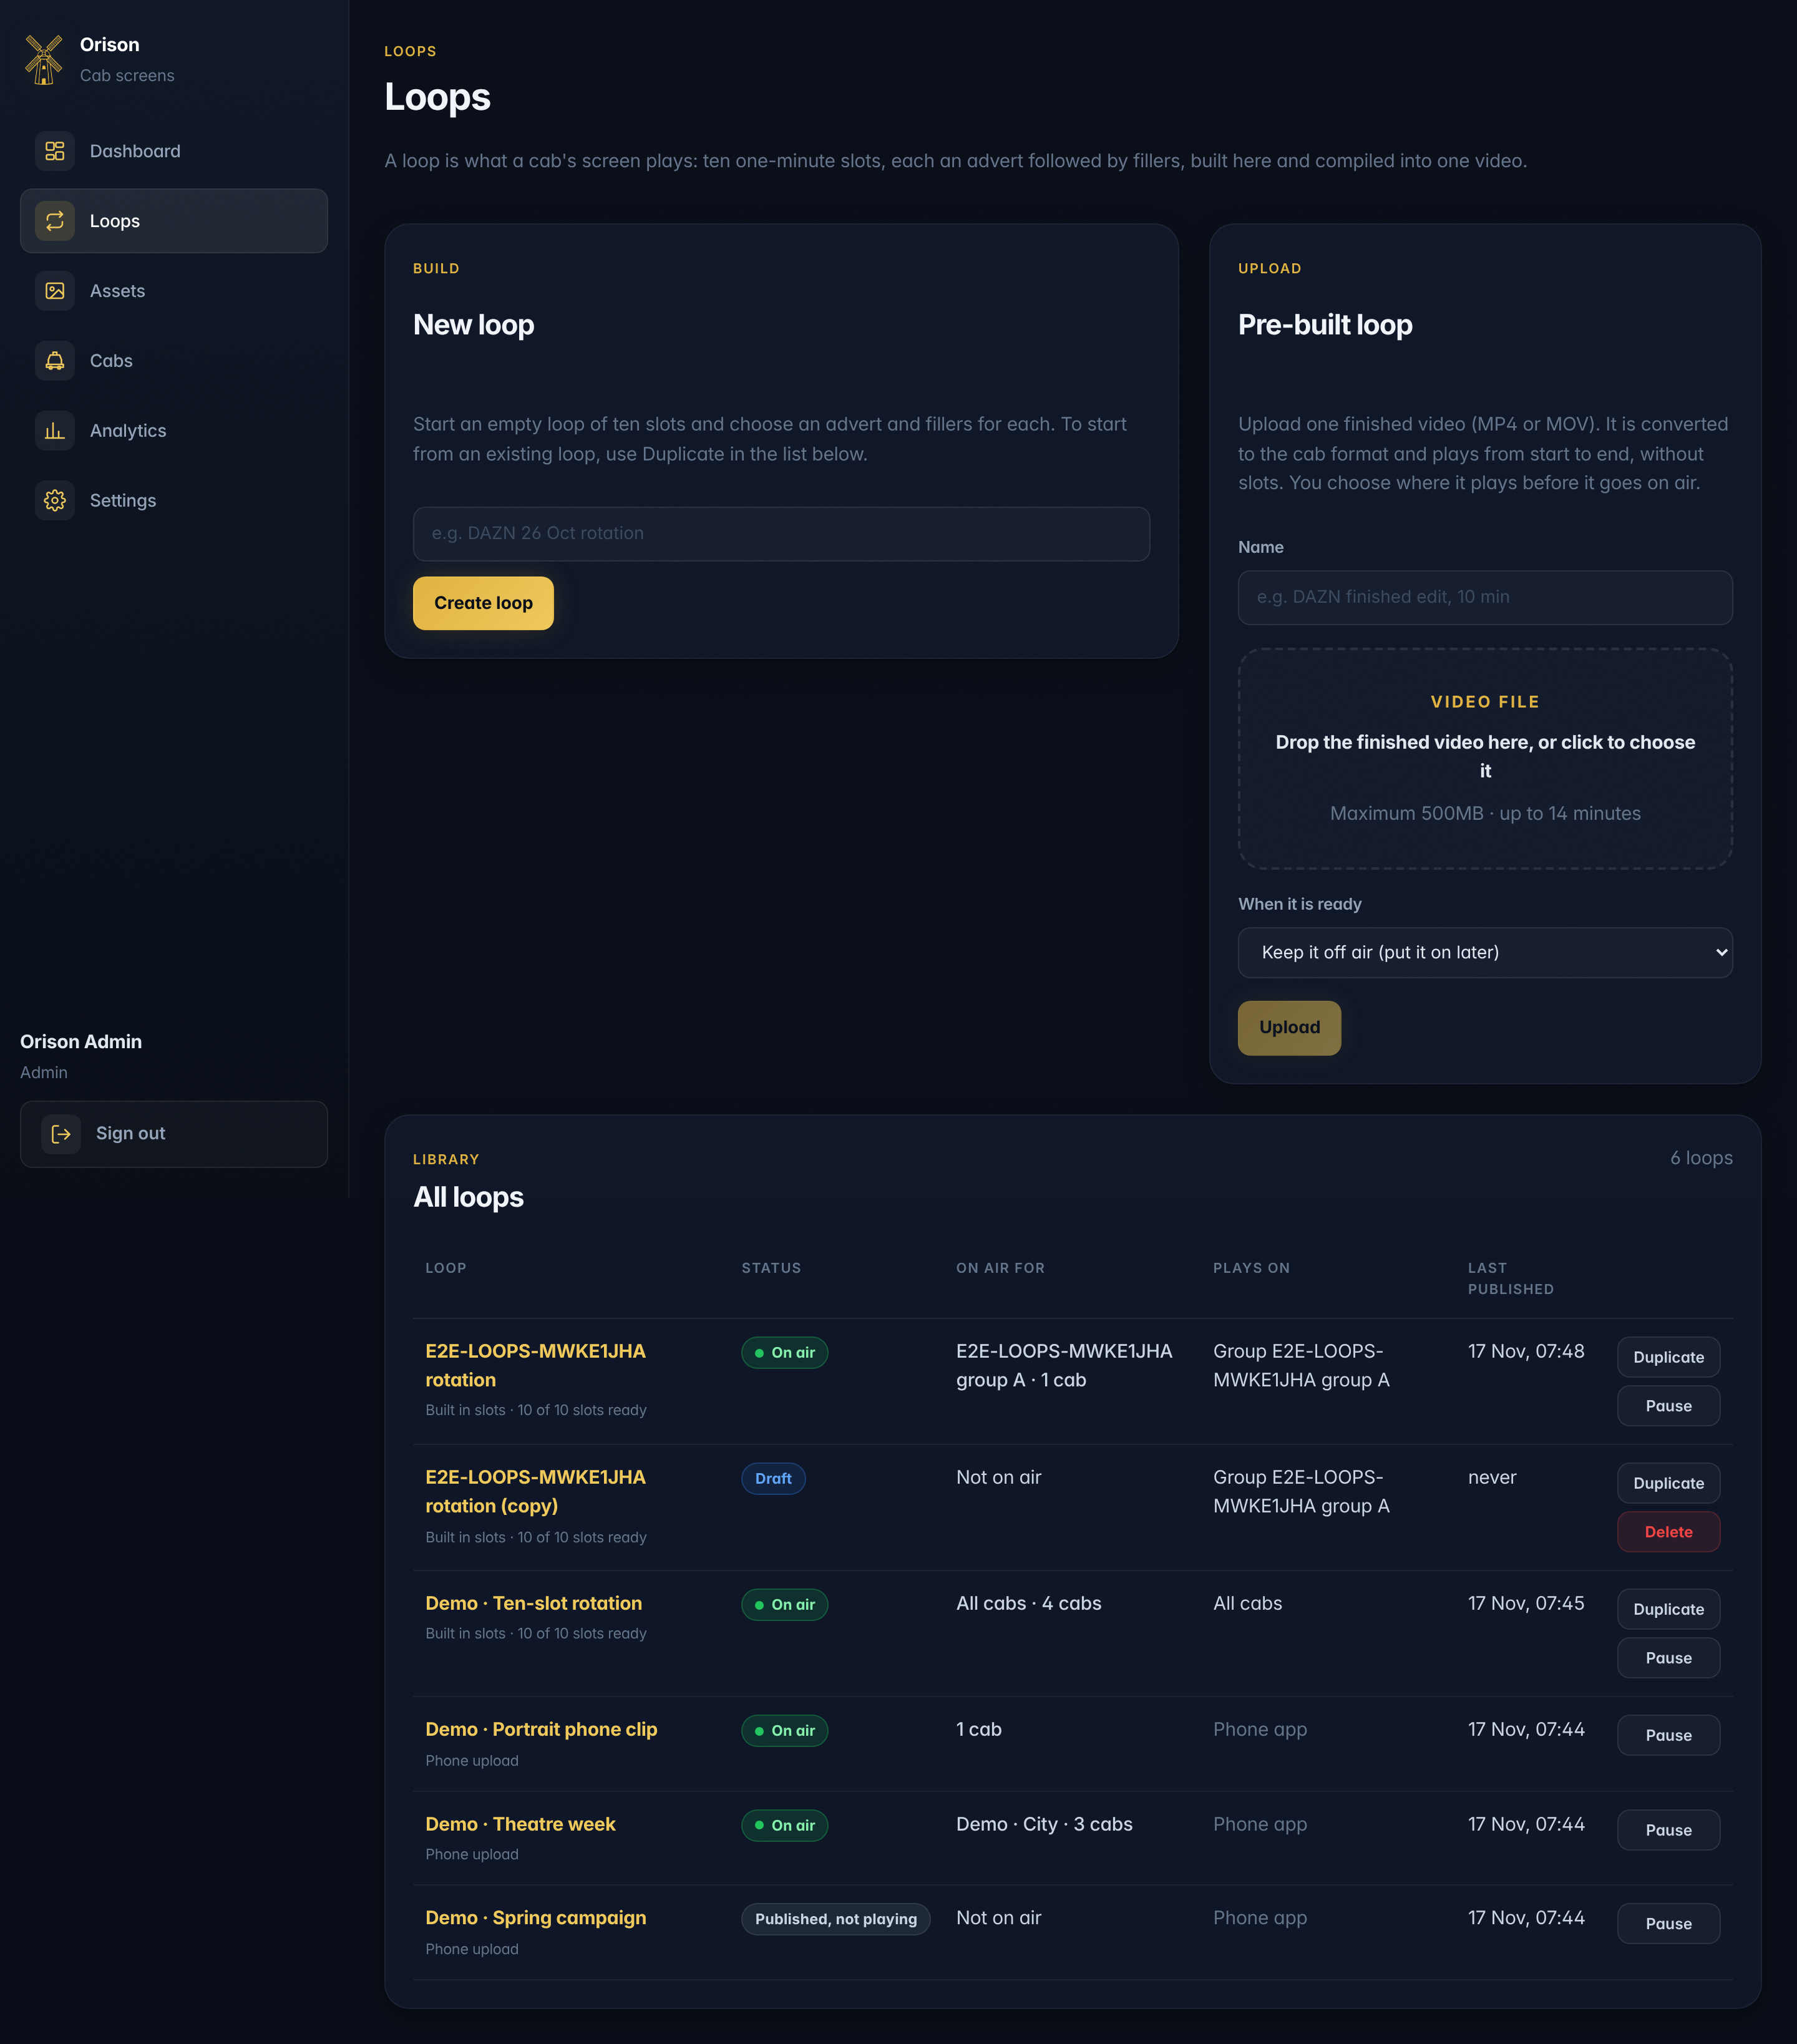 Orison
Cab screens
Dashboard
Loops
Assets
Cabs
Analytics
Settings
Orison Admin
Admin
Sign out
LOOPS
Loops
A loop is what a cab's screen plays: ten one-minute slots, each an advert followed by fillers, built here and compiled into one video.
BUILD
New loop
Start an empty loop of ten slots and choose an advert and fillers for each. To start
from an existing loop, use Duplicate in the list below.
e.g. DAZN 26 Oct rotation
Create loop
UPLOAD
Pre-built loop
Upload one finished video (MP4 or MOV). It is converted
to the cab format and plays from start to end, without
slots. You choose where it plays before it goes on air.
Name
e.g. DAZN finished edit, 10 min
VIDEO FILE
Drop the finished video here, or click to choose
it
Maximum 500MB · up to 14 minutes
When it is ready
Keep it off air (put it on later)
Upload
LIBRARY
6 loops
All loops
LOOP STATUS ON AIR FOR PLAYS ON LAST
PUBLISHED
E2E-LOOPS-MWKE1JHA On air E2E-LOOPS-MWKE1JHA Group E2E-LOOPS- 17 Nov, 07:48 Duplicate
rotation group A · 1 cab MWKE1JHA group A
Built in slots · 10 of 10 slots ready Pause
E2E-LOOPS-MWKE1JHA Draft Not on air Group E2E-LOOPS- never Duplicate
rotation (copy) MWKE1JHA group A
Built in slots · 10 of 10 slots ready Delete
Demo · Ten-slot rotation On air All cabs · 4 cabs All cabs 17 Nov, 07:45 Duplicate
Built in slots · 10 of 10 slots ready
Pause
Demo · Portrait phone clip On air 1 cab Phone app 17 Nov, 07:44 Pause
Phone upload
Demo · Theatre week On air Demo · City · 3 cabs Phone app 17 Nov, 07:44 Pause
Phone upload
Demo · Spring campaign Published, not playing Not on air Phone app 17 Nov, 07:44 Pause
Phone upload